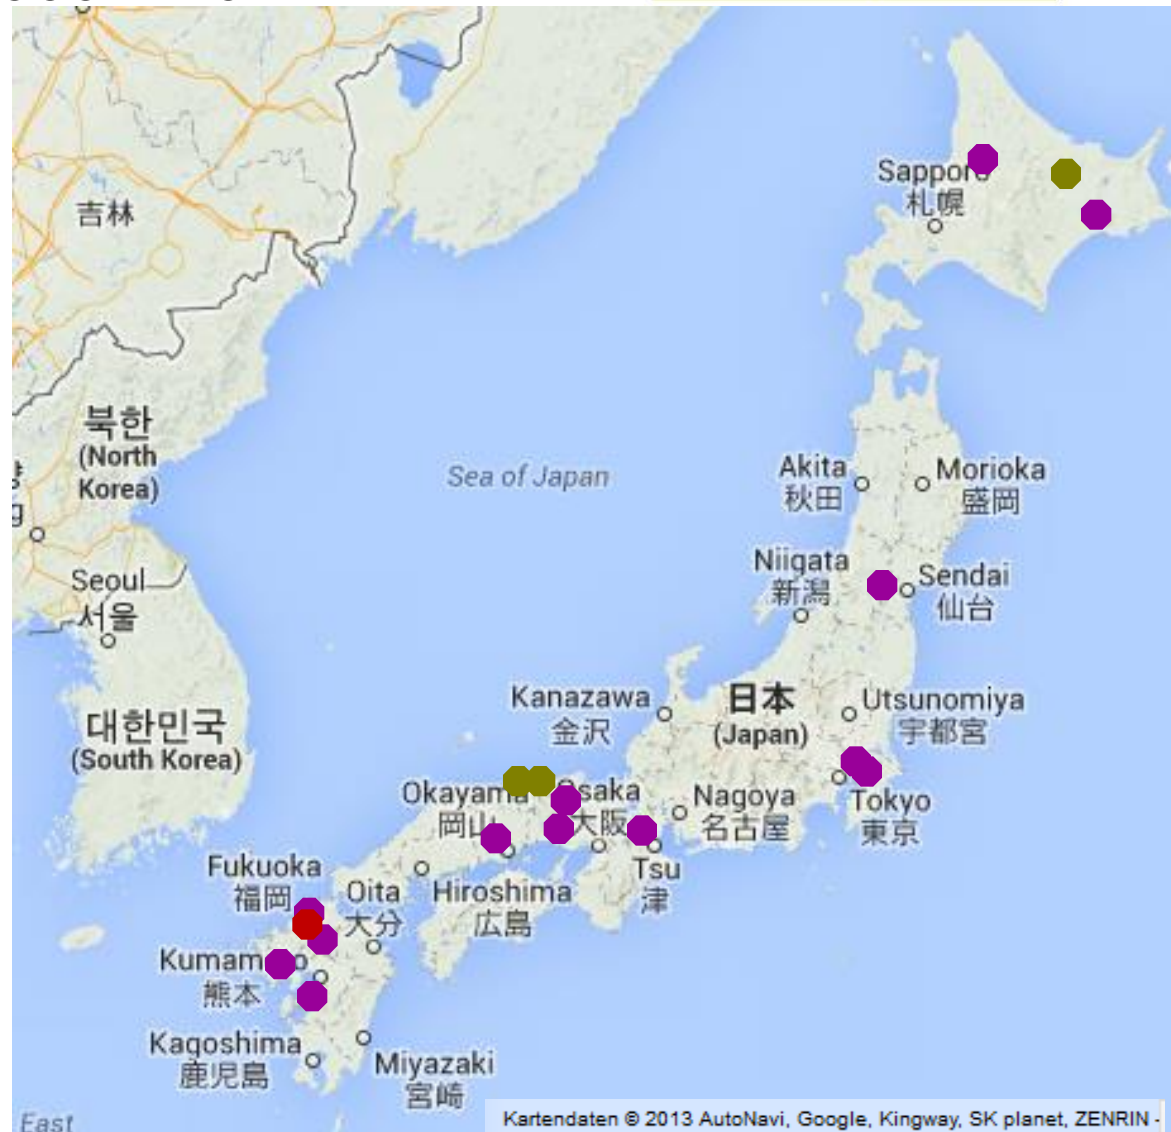 吉林
Sapporo
札幌
북한
(North
Korea)
Sea of Japan
Akita
秋田
Morioka
盛岡
Seoul
서울
Niigata
新潟
Sendai
仙台
Kanazawa
金沢
日本
(Japan)
Utsunomiya
宇都宮
대한민국
(South Korea)
Okayama
岡山
Osaka
大阪
Nagoya
名古屋
Tokyo
東京
Tsu
津
Fukuoka
福岡
Oita
大分
Hiroshima
広島
Kumamoto
熊本
Kagoshima
鹿児島
Miyazaki
宮崎
East
Kartendaten © 2013 AutoNavi, Google, Kingway, SK planet, ZENRIN -